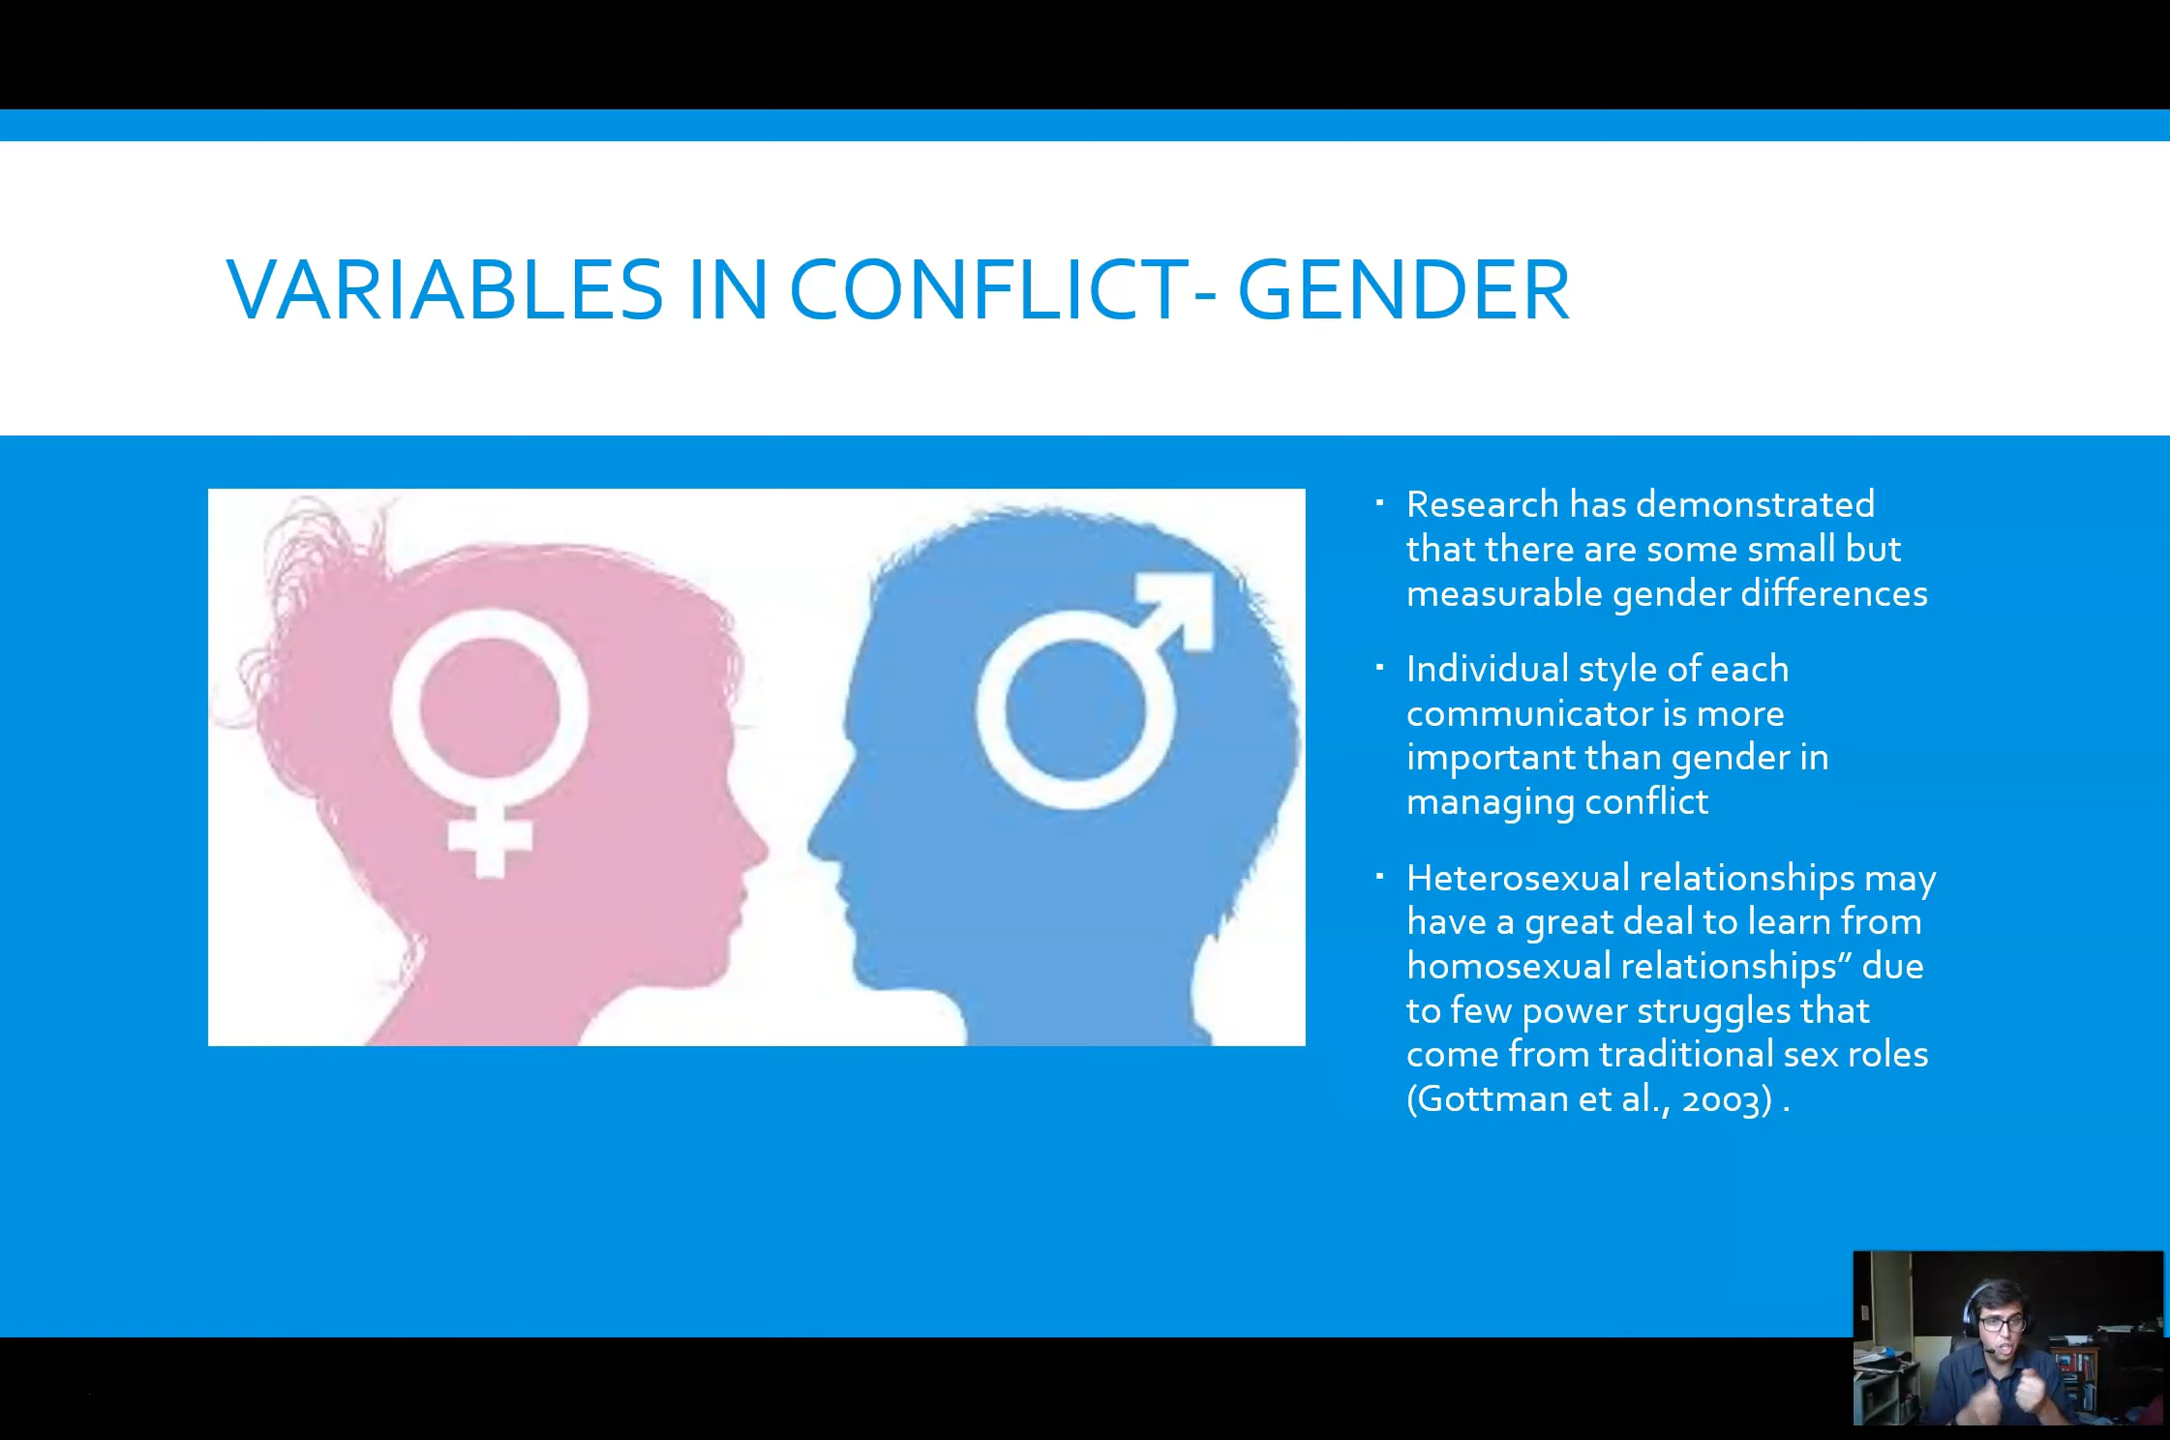 VARIABLES IN CONFLICT- GENDER
▪ Research has demonstrated
that there are some small but
measurable gender differences
▪ Individual style of each
communicator is more
important than gender in
managing conflict
▪ Heterosexual relationships may
have a great deal to learn from
homosexual relationships” due
to few power struggles that
come from traditional sex roles
(Gottman et al., 2003) .